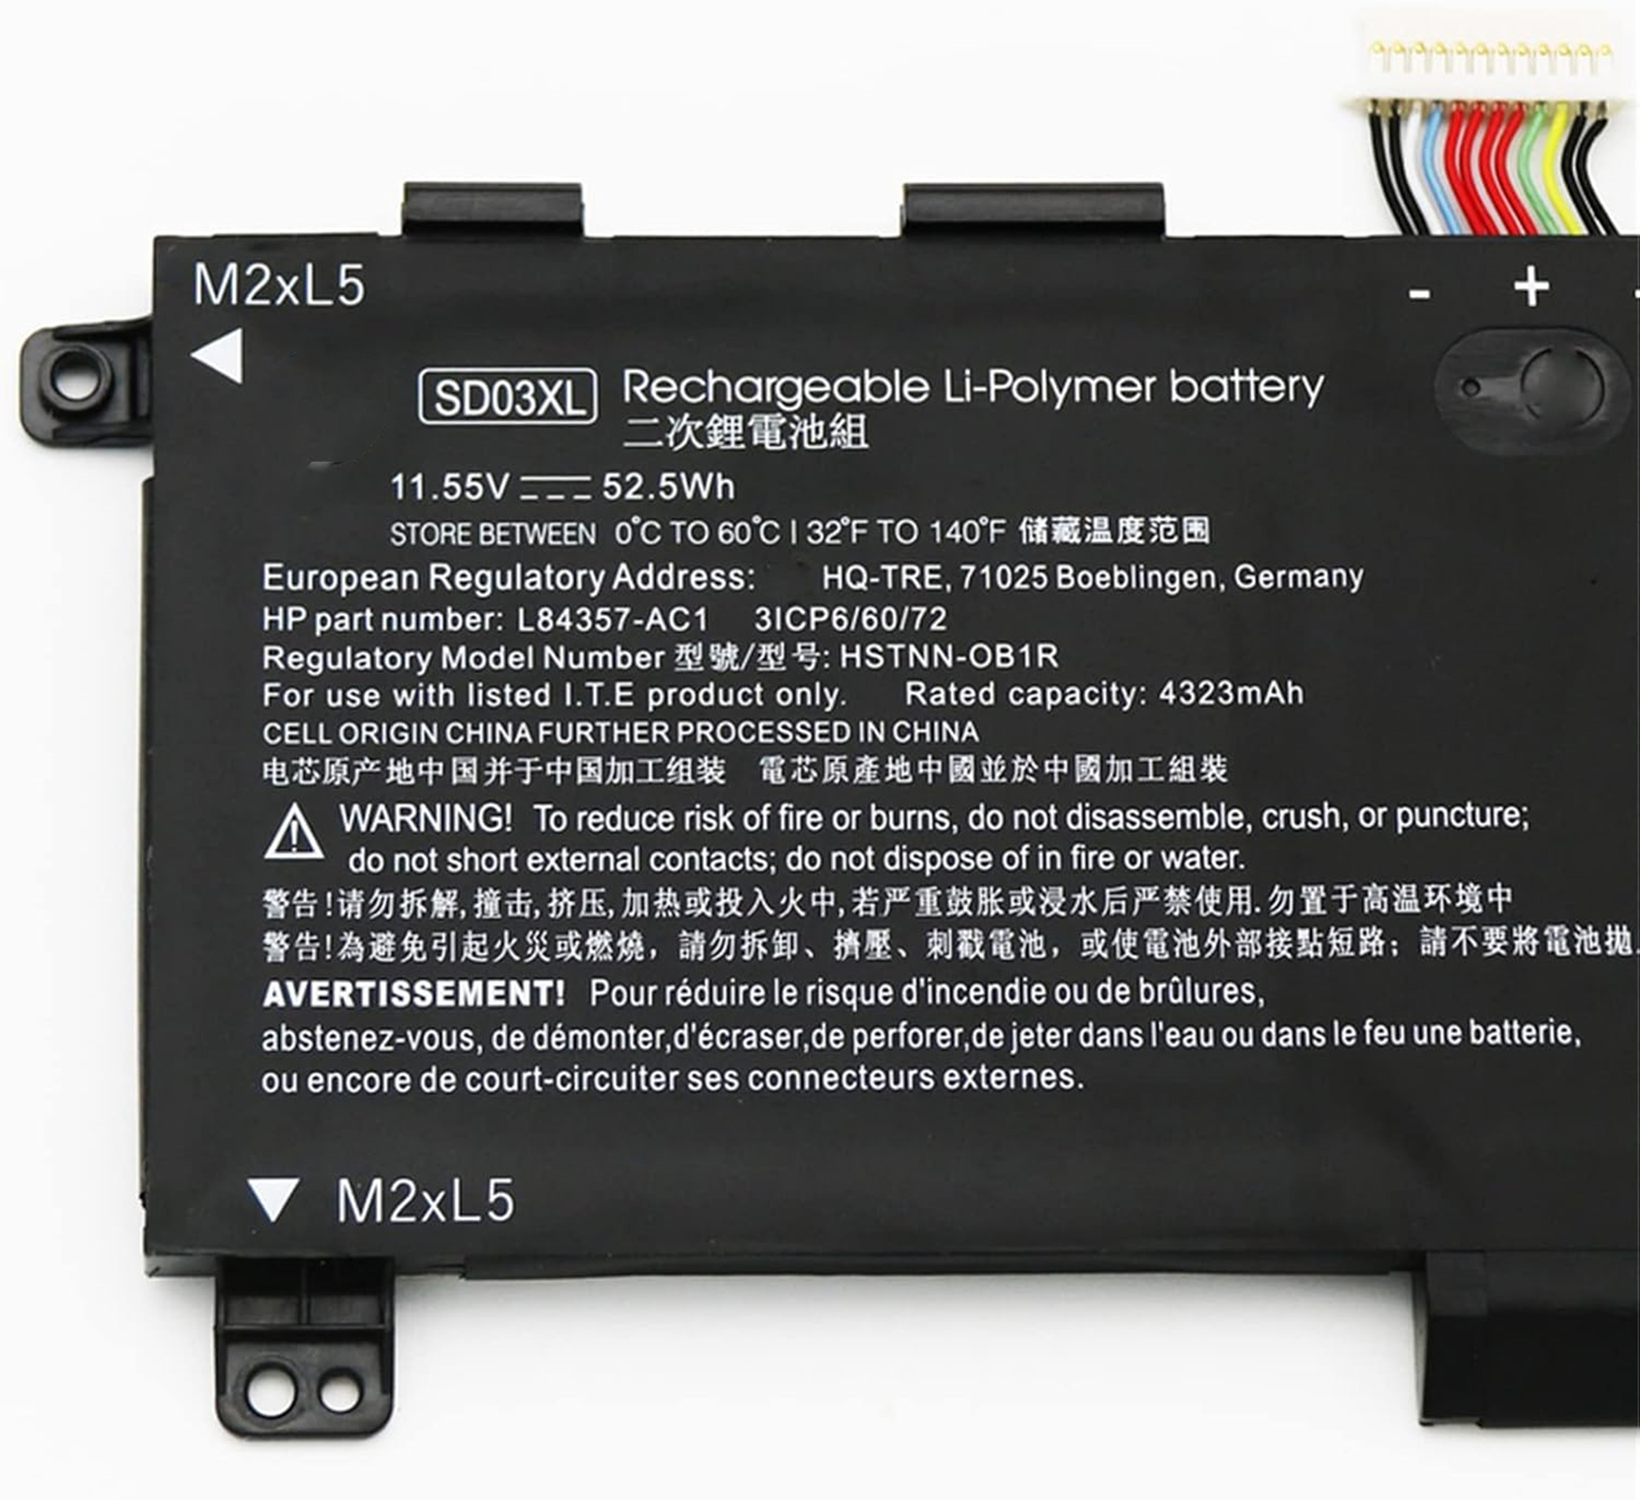 M2xL5
- +
SD03XL Rechargeable Li-Polymer battery
二次鋰電池組
11.55V 52.5Wh
STORE BETWEEN 0°C TO 60°C | 32°F TO 140°F 储藏温度范围
European Regulatory Address: HQ-TRE, 71025 Boeblingen, Germany
HP part number: L84357-AC1 3ICP6/60/72
Regulatory Model Number 型號/型号: HSTNN-OB1R
For use with listed I.T.E product only. Rated capacity: 4323mAh
CELL ORIGIN CHINA FURTHER PROCESSED IN CHINA
电芯原产地中国并于中国加工组装 電芯原產地中國並於中國加工組裝
WARNING! To reduce risk of fire or burns, do not disassemble, crush, or puncture;
do not short external contacts; do not dispose of in fire or water.
警告!请勿拆解,撞击,挤压,加热或投入火中,若严重鼓胀或浸水后严禁使用.勿置于高温环境中
警告!為避免引起火災或燃燒，請勿拆卸、擠壓、刺戳電池，或使電池外部接點短路；請不要將電池拋
AVERTISSEMENT! Pour réduire le risque d'incendie ou de brûlures,
abstenez-vous, de démonter,d'écraser,de perforer,de jeter dans l'eau ou dans le feu une batterie,
ou encore de court-circuiter ses connecteurs externes.
M2xL5